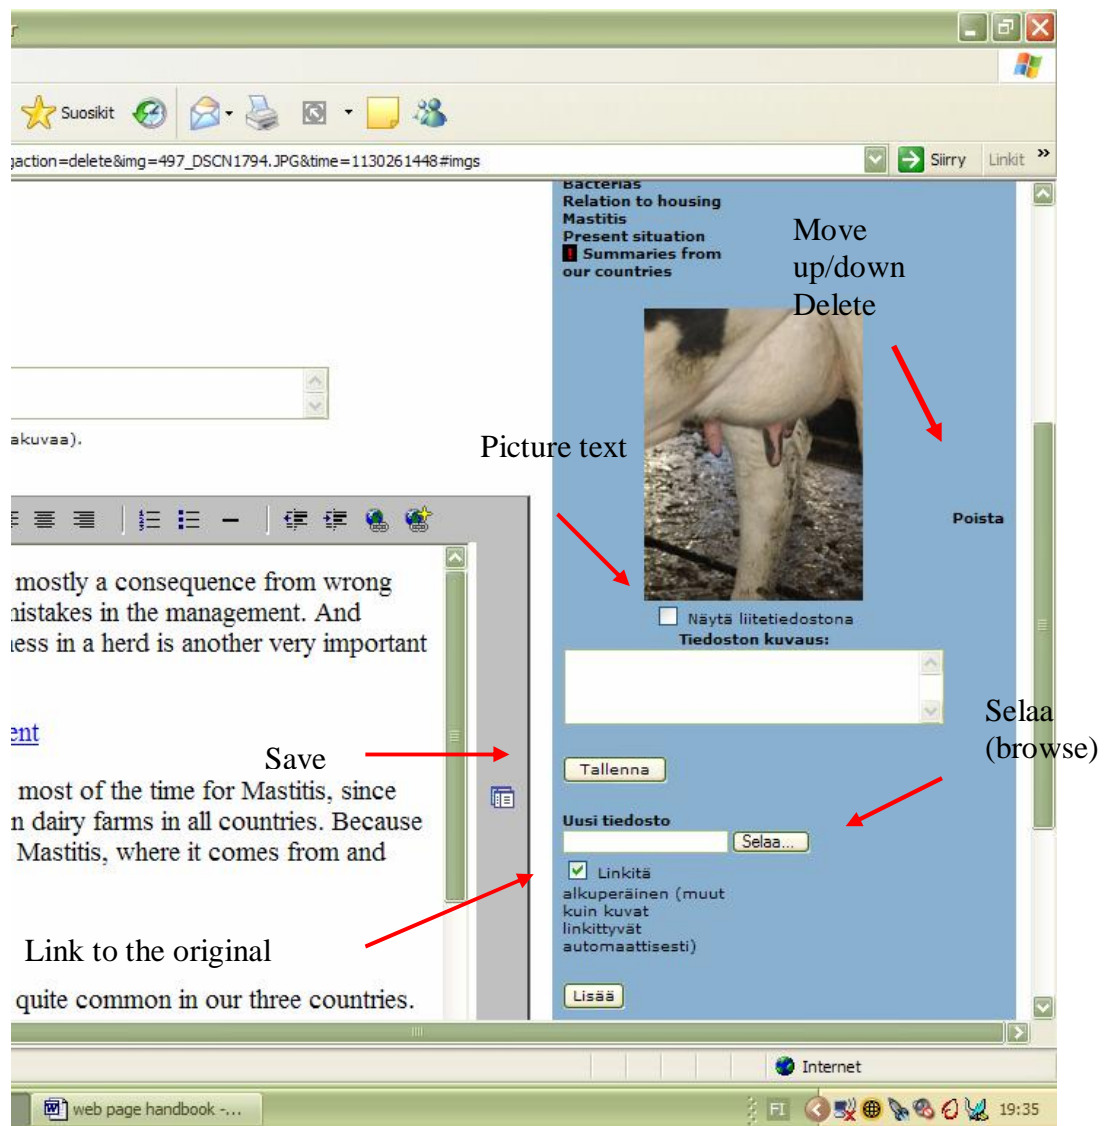 r
Suosikit
gaction=delete&img=497_DSCN1794.JPG&time=1130261448#imgs
Siirry
Linkit
»
Bacterias
Relation to housing
Mastitis
Present situation
! Summaries from
our countries
Move
up/down
Delete
akuvaa).
Picture text
Poista
mostly a consequence from wrong
mistakes in the management. And
ness in a herd is another very important
Näytä liitetiedostona
Tiedoston kuvaus:
ent
Selaa
(browse)
Save
Tallenna
most of the time for Mastitis, since
n dairy farms in all countries. Because
Mastitis, where it comes from and
Uusi tiedosto
Selaa...
Linkitä
alkuperäinen (muut
kuin kuvat
linkittyvät
automaattisesti)
Link to the original
Lisää
quite common in our three countries.
Internet
web page handbook -...
FI
19:35